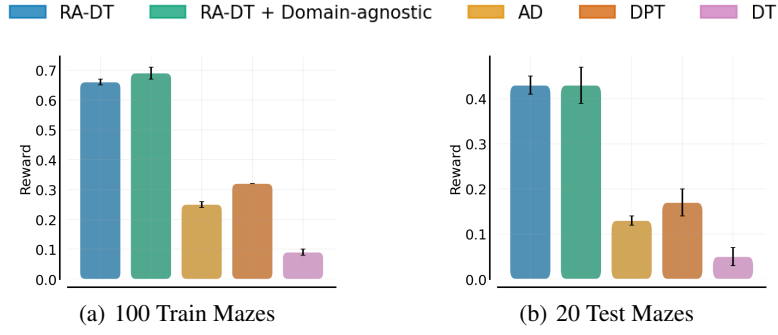 RA-DT RA-DT + Domain-agnostic AD DPT DT
0.7
0.6
0.5
0.4
0.3
0.2
0.1
0.0
Reward
(a) 100 Train Mazes
0.4
0.3
0.2
0.1
0.0
Reward
(b) 20 Test Mazes